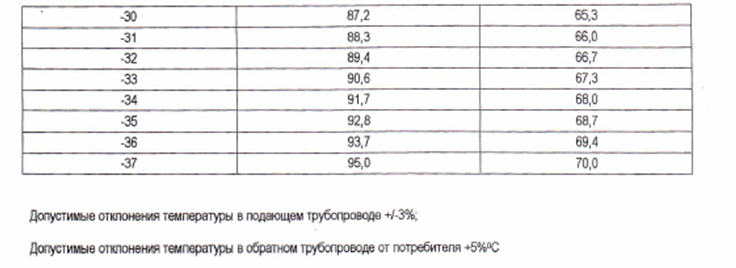 -30 87,2 65,3
-31 88,3 66,0
-32 89,4 66,7
-33 90,6 67,3
-34 91,7 68,0
-35 92,8 68,7
-36 93,7 69,4
-37 95,0 70,0
Допустимые отклонения температуры в подающем трубопроводе +/-3%;
Допустимые отклонения температуры в обратном трубопроводе от потребителя +5%ºС